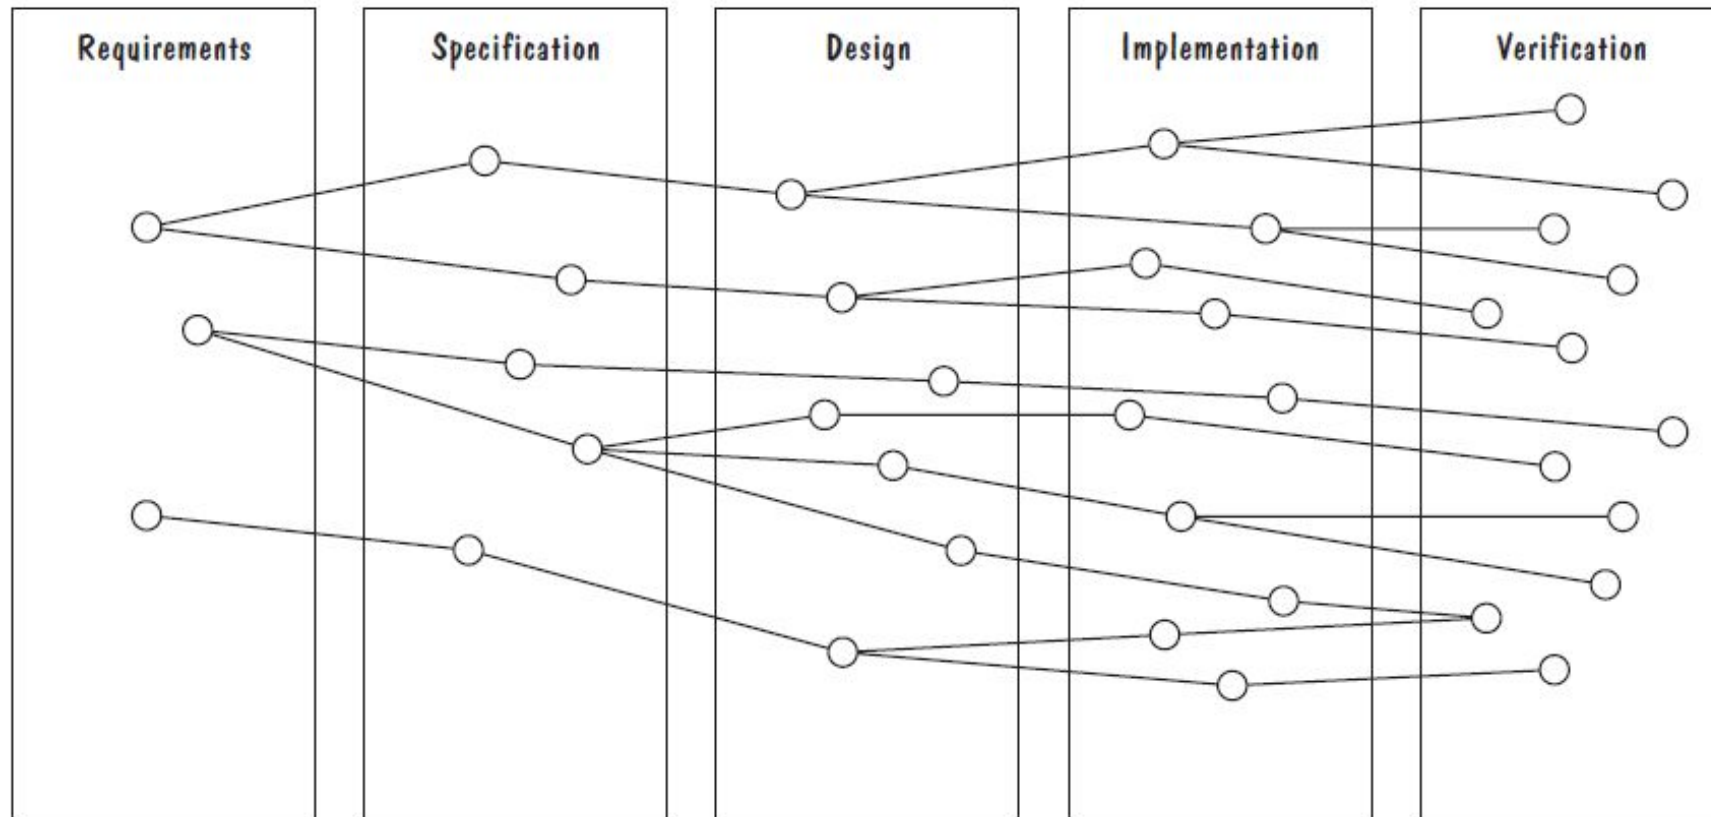 Requirements
Specification
Design
Implementation
Verification